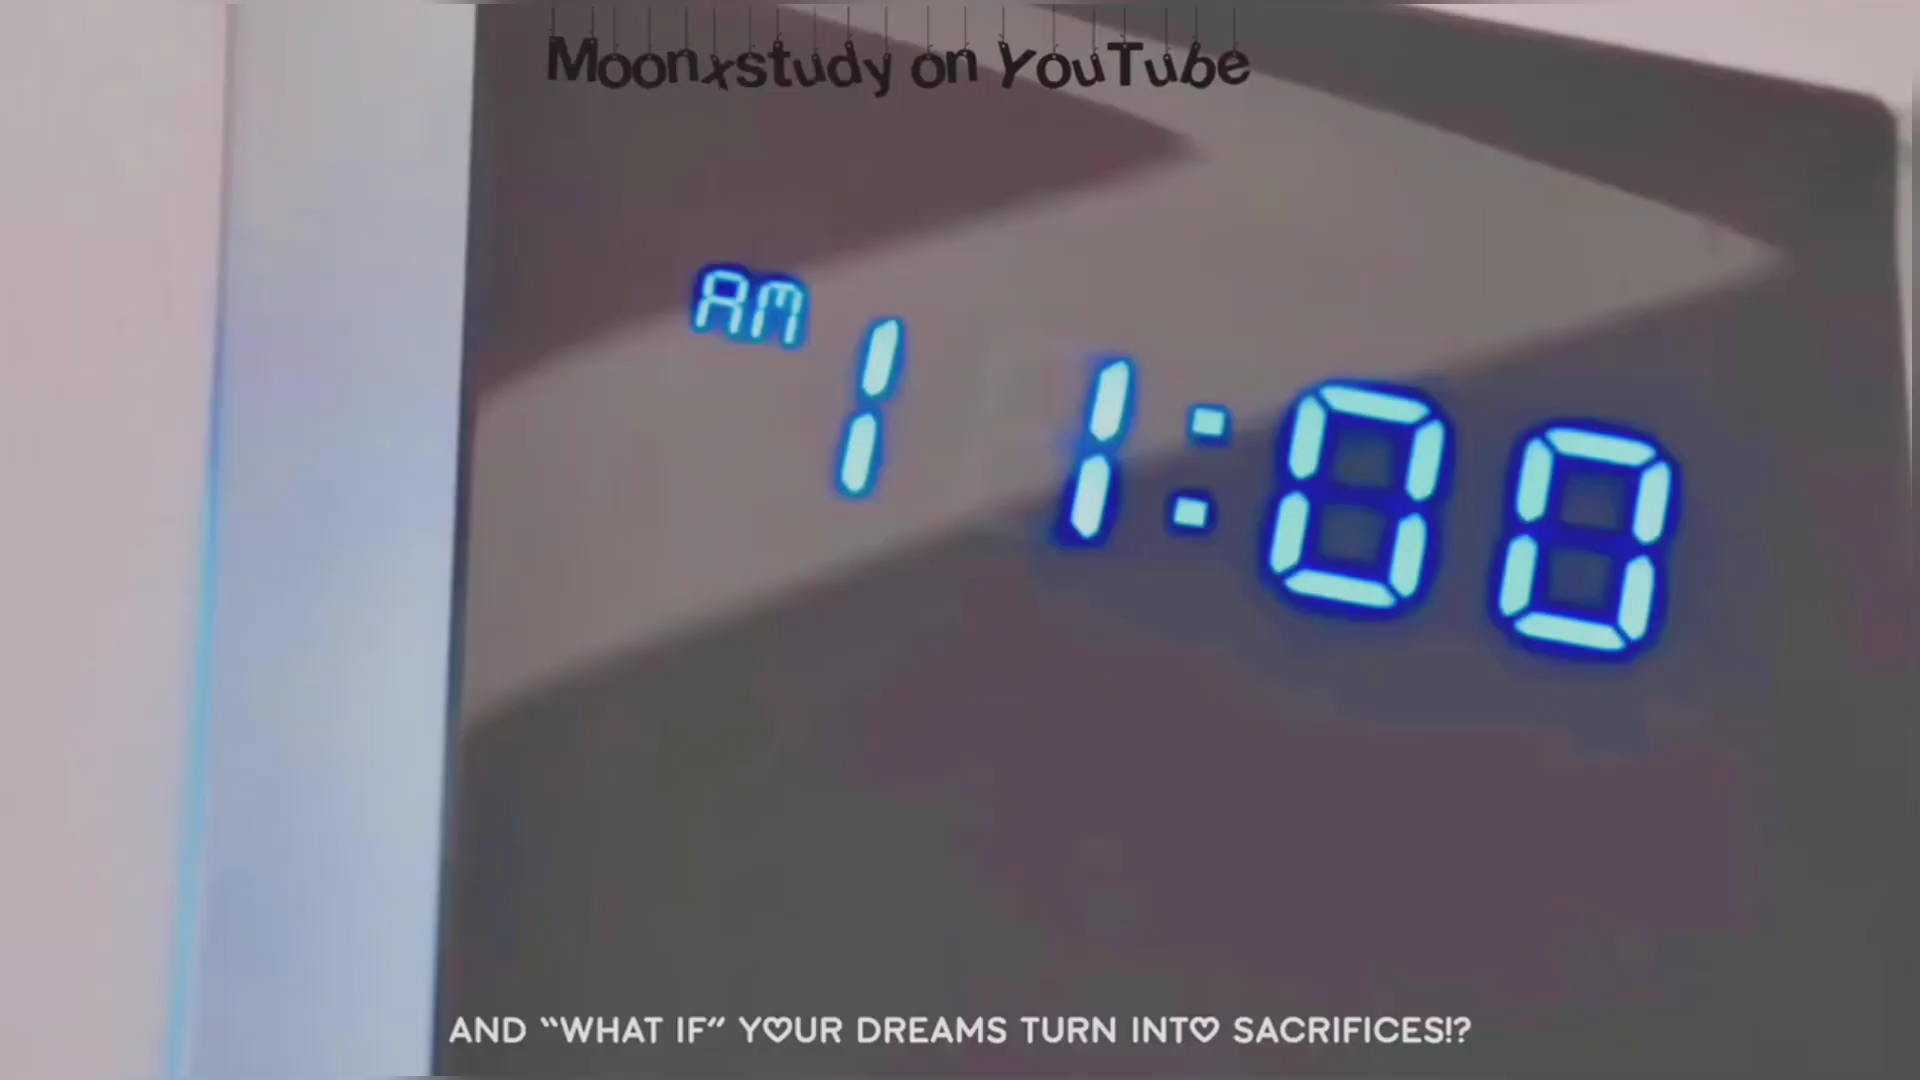 Moonxstudy on YouTube
AM
11:00
AND “WHAT IF” YOUR DREAMS TURN INTO SACRIFICES!?